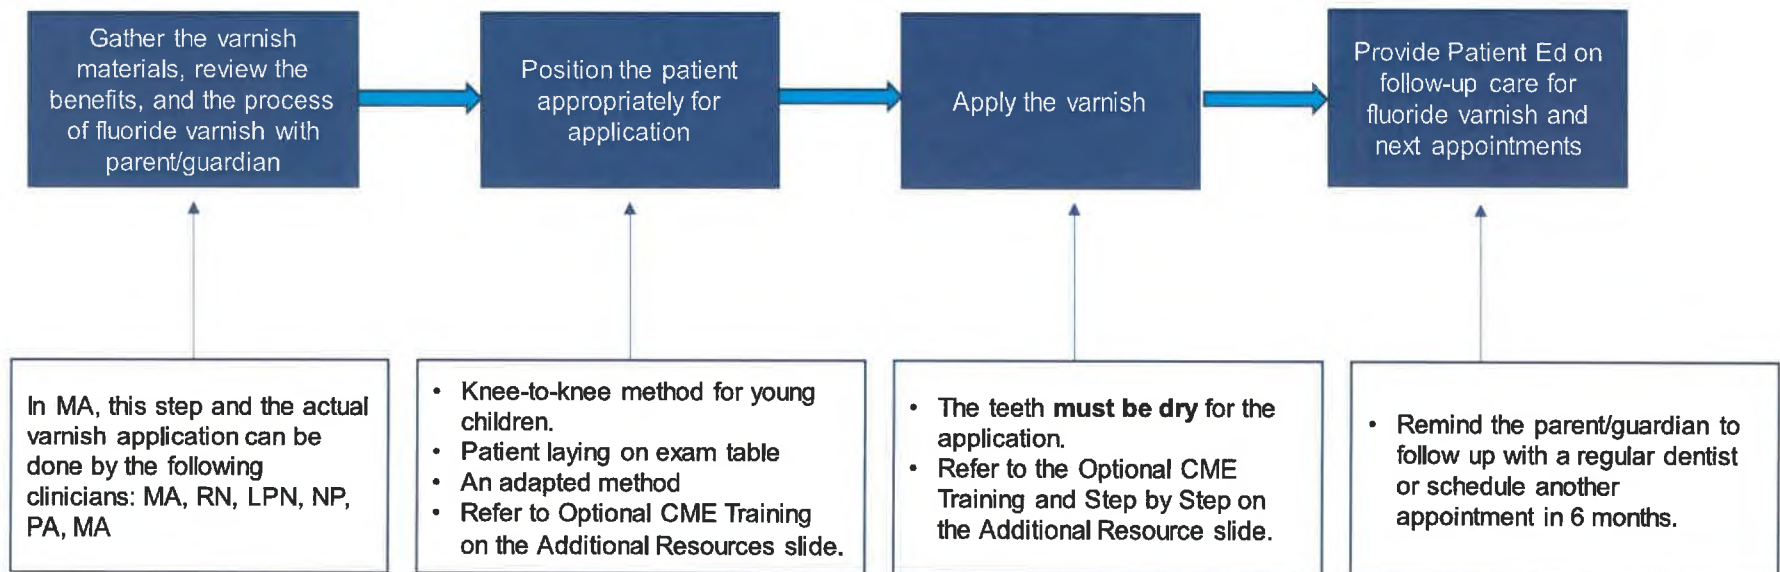 Gather the varnish
materials, review the
benefits, and the process
of fluoride varnish with
parent/guardian
Position the patient
appropriately for
application
Apply the varnish
Provide Patient Ed on
follow-up care for
fluoride varnish and
next appointments
In MA, this step and the actual
varnish application can be
done by the following
clinicians: MA, RN, LPN, NP,
PA, MA
• Knee-to-knee method for young
children.
• Patient laying on exam table
• An adapted method
• Refer to Optional CME Training
on the Additional Resources slide.
• The teeth must be dry for the
application.
• Refer to the Optional CME
Training and Step by Step on
the Additional Resource slide.
• Remind the parent/guardian to
follow up with a regular dentist
or schedule another
appointment in 6 months.